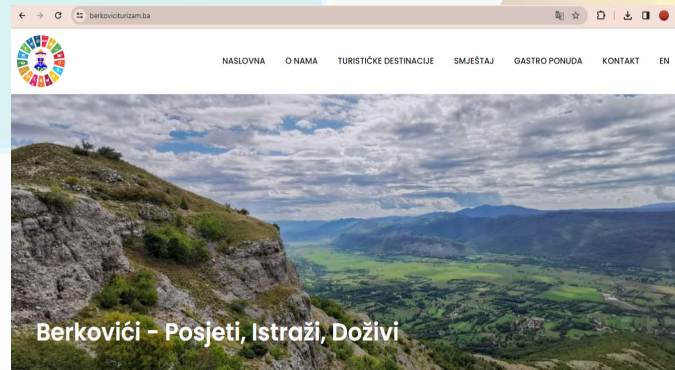 berkoviciturizam.ba
NASLOVNA O NAMA TURISTIČKE DESTINACIJE SMJEŠTAJ GASTRO PONUDA KONTAKT EN
Berkovići - Posjeti, Istraži, Doživi